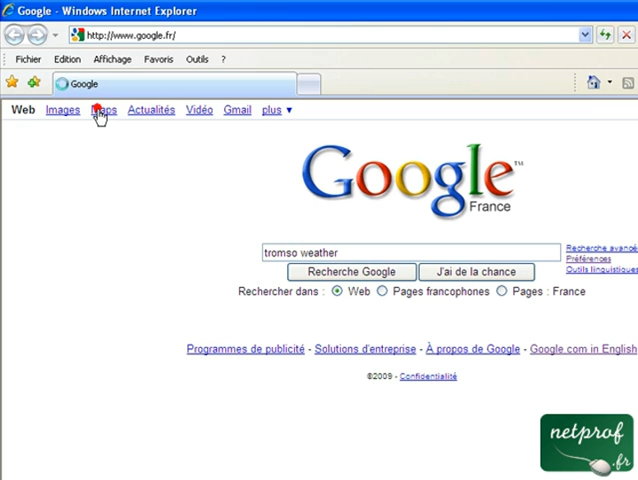 Google - Windows Internet Explorer
http://www.google.fr/
Fichier Edition Affichage Favoris Outils ?
Google
Web Images Maps Actualités Vidéo Gmail plus ▼
Google™
France
tromso weather
Recherche avancé
Préférences
Outils linguistiques
Recherche Google J'ai de la chance
Rechercher dans : Web Pages francophones Pages : France
Programmes de publicité - Solutions d'entreprise - À propos de Google - Google com in English
©2009 - Confidentialité
netprof
.fr